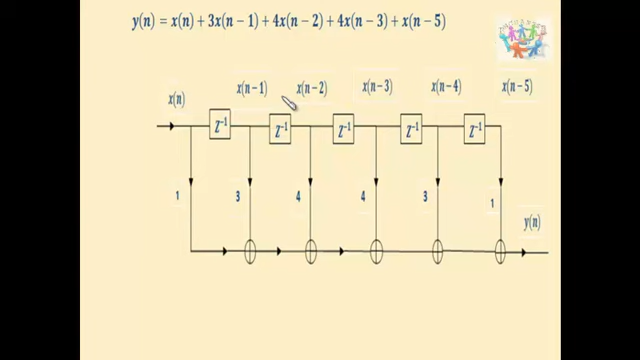 y(n) = x(n) + 3x(n − 1) + 4x(n − 2) + 4x(n − 3) + x(n − 5)
x(n) x(n − 1) x(n − 2) x(n − 3) x(n − 4) x(n − 5)
Z⁻¹ Z⁻¹ Z⁻¹ Z⁻¹ Z⁻¹
1 3 4 4 3 1
y(n)